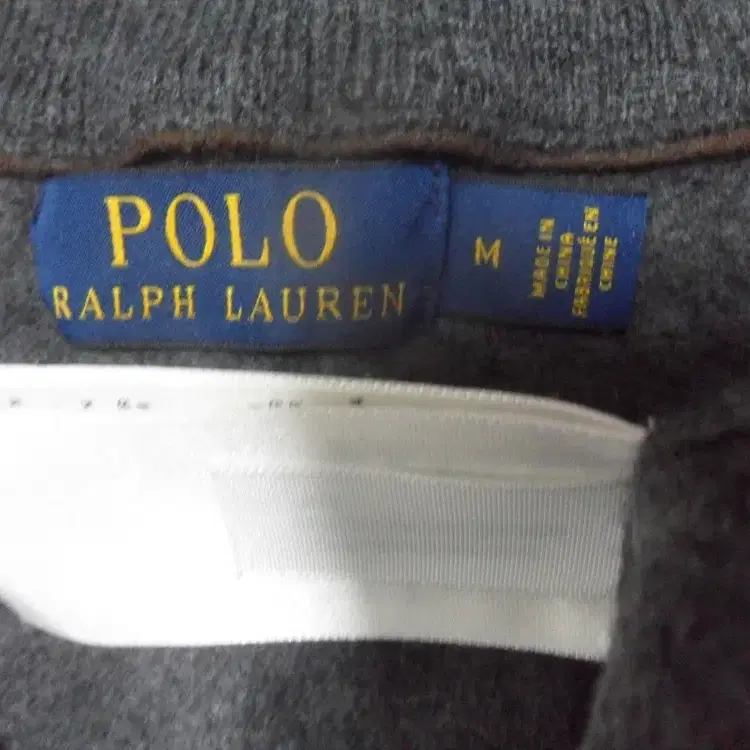 POLO
RALPH LAUREN
M
MADE IN
CHINA
FABRIQUÉ EN
CHINE